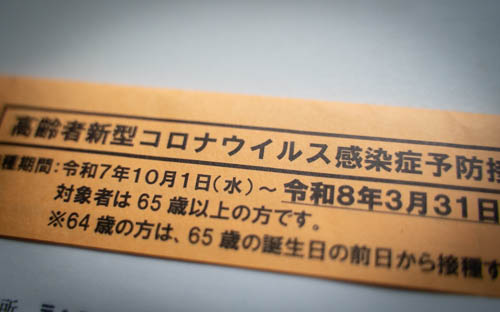 高齢者新型コロナウイルス感染症予防接
種期間：令和7年10月1日（水）～令和8年3月31日
対象者は65歳以上の方です。
※64歳の方は、65歳の誕生日の前日から接種す